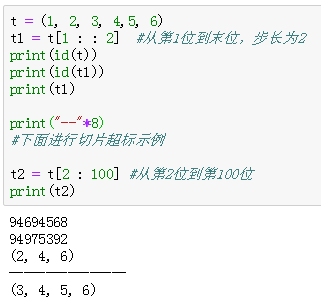 t = (1, 2, 3, 4,5, 6)
t1 = t[1 : : 2]  #从第1位到末位，步长为2
print(id(t))
print(id(t1))
print(t1)
print("--"*8)
#下面进行切片超标示例
t2 = t[2 : 100] #从第2位到第100位
print(t2)
94694568
94975392
(2, 4, 6)
----------------
(3, 4, 5, 6)